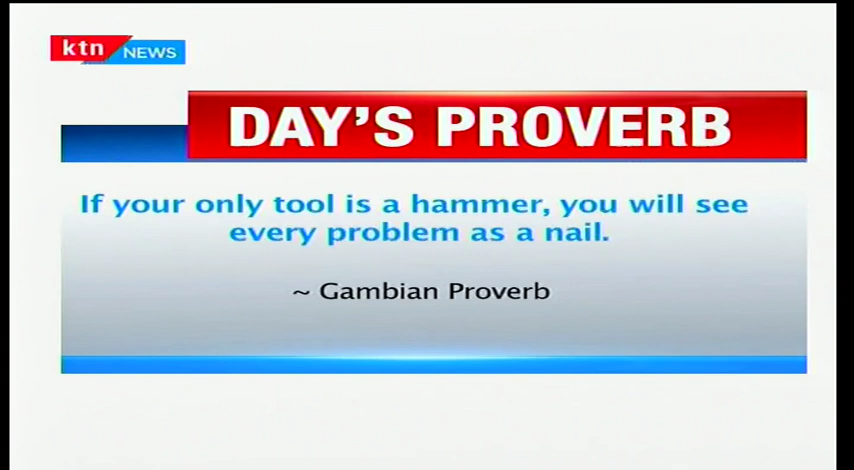 ktn NEWS
DAY'S PROVERB
If your only tool is a hammer, you will see
every problem as a nail.
~ Gambian Proverb